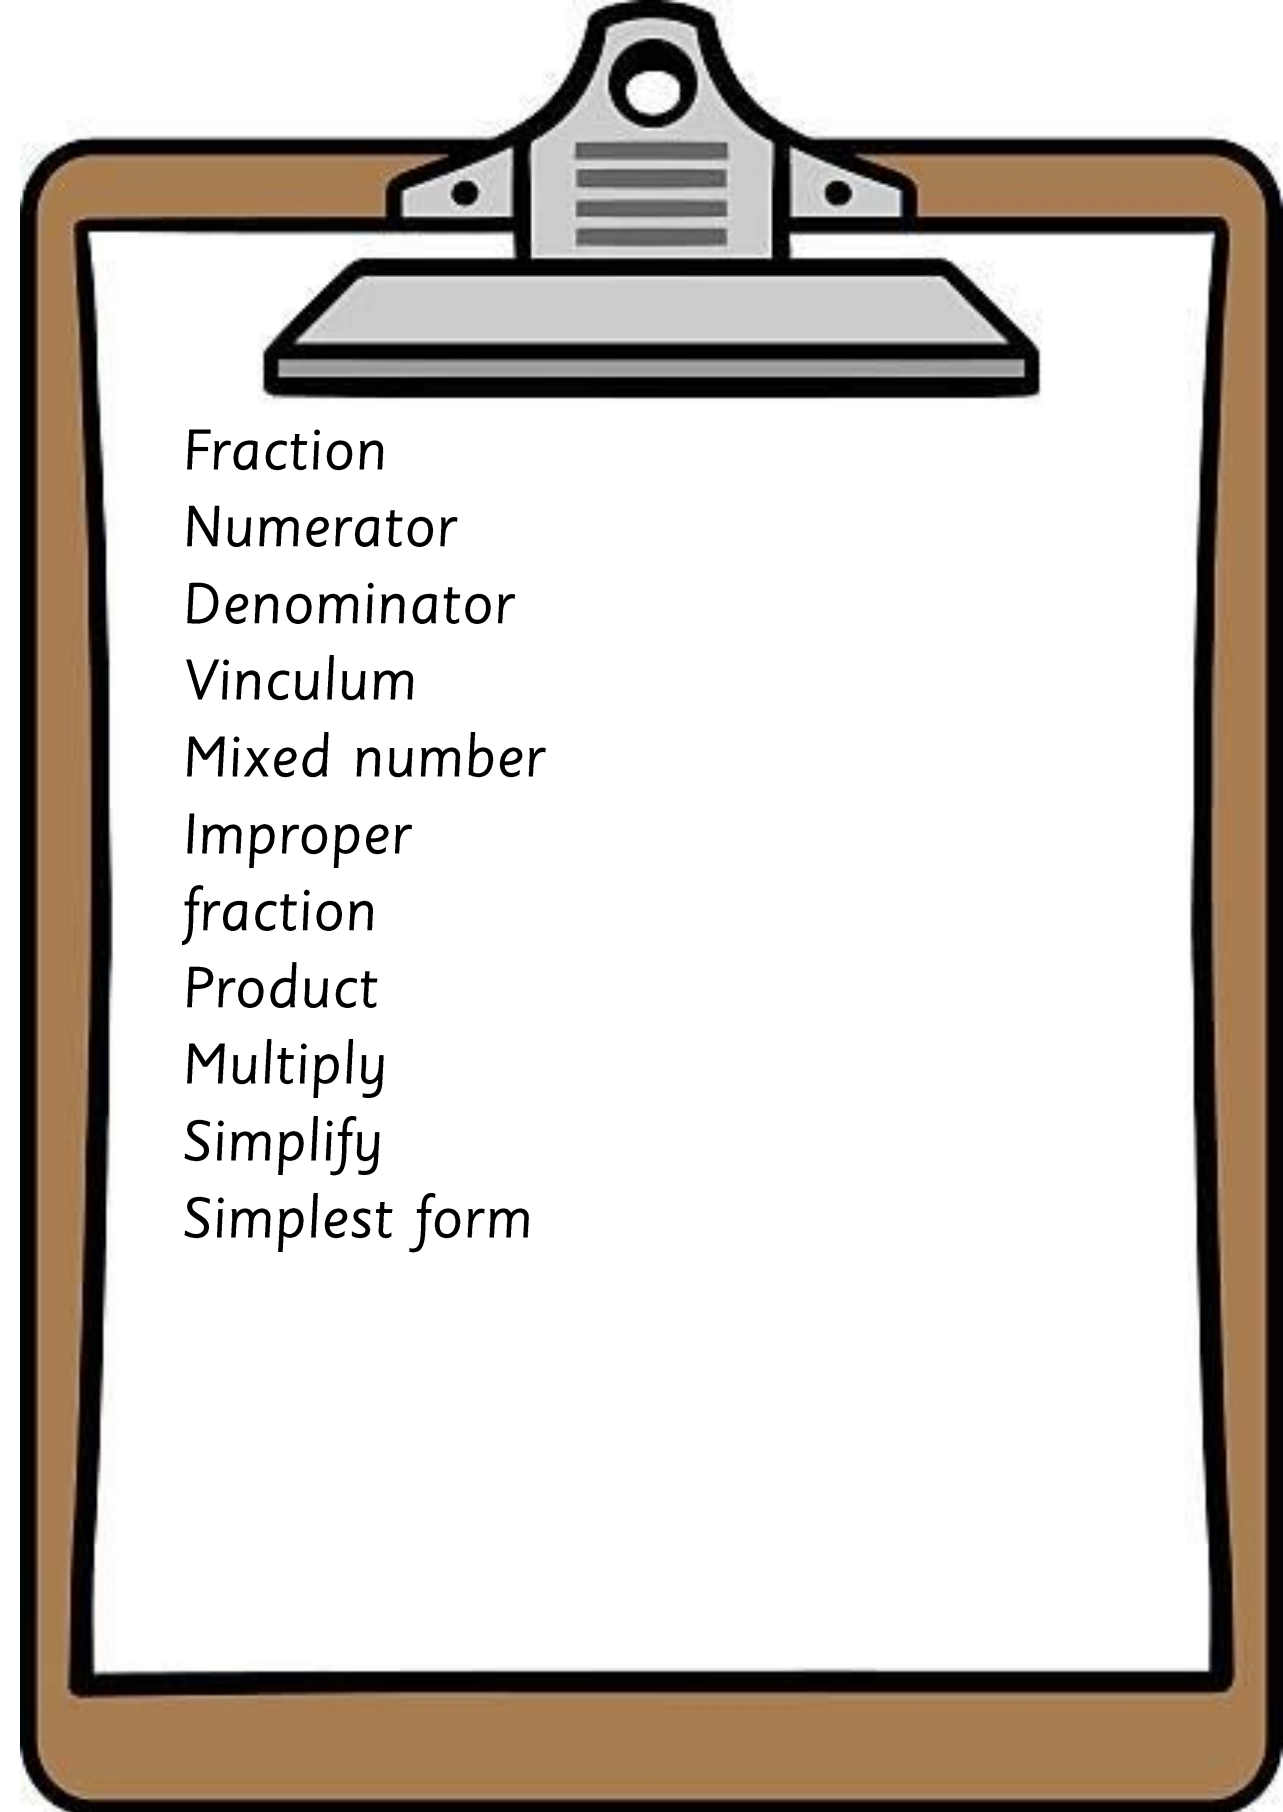 Fraction
Numerator
Denominator
Vinculum
Mixed number
Improper
fraction
Product
Multiply
Simplify
Simplest form